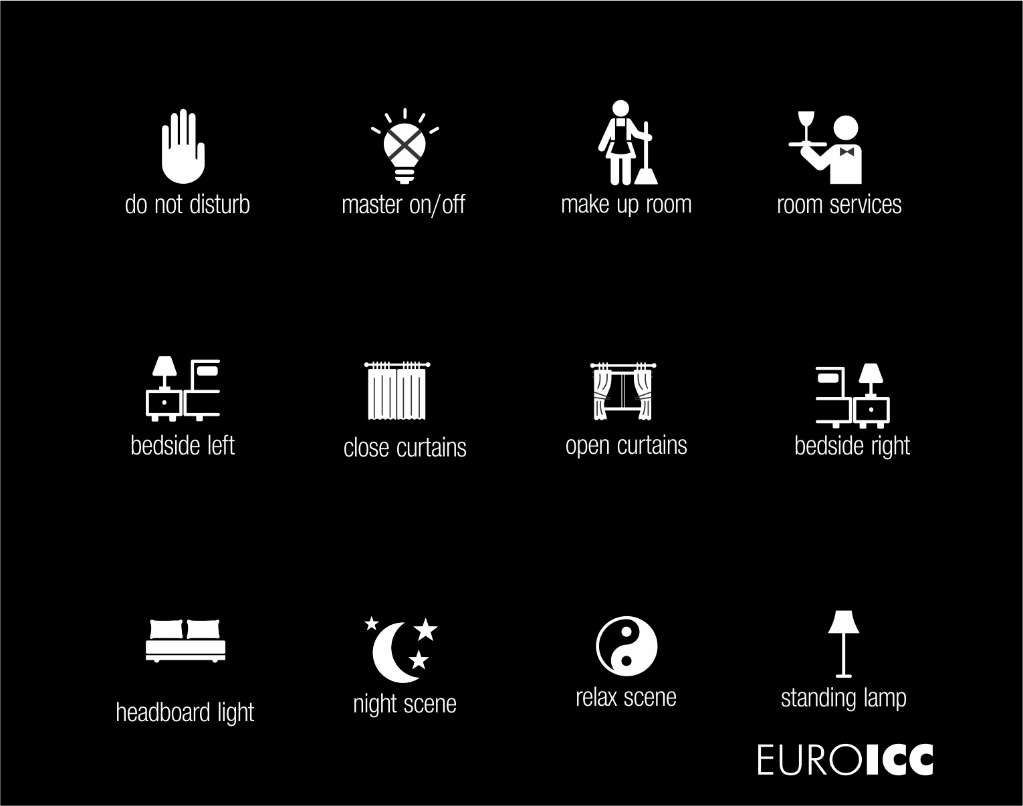 do not disturb
master on/off
make up room
room services
bedside left
close curtains
open curtains
bedside right
headboard light
night scene
relax scene
standing lamp
EUROICC